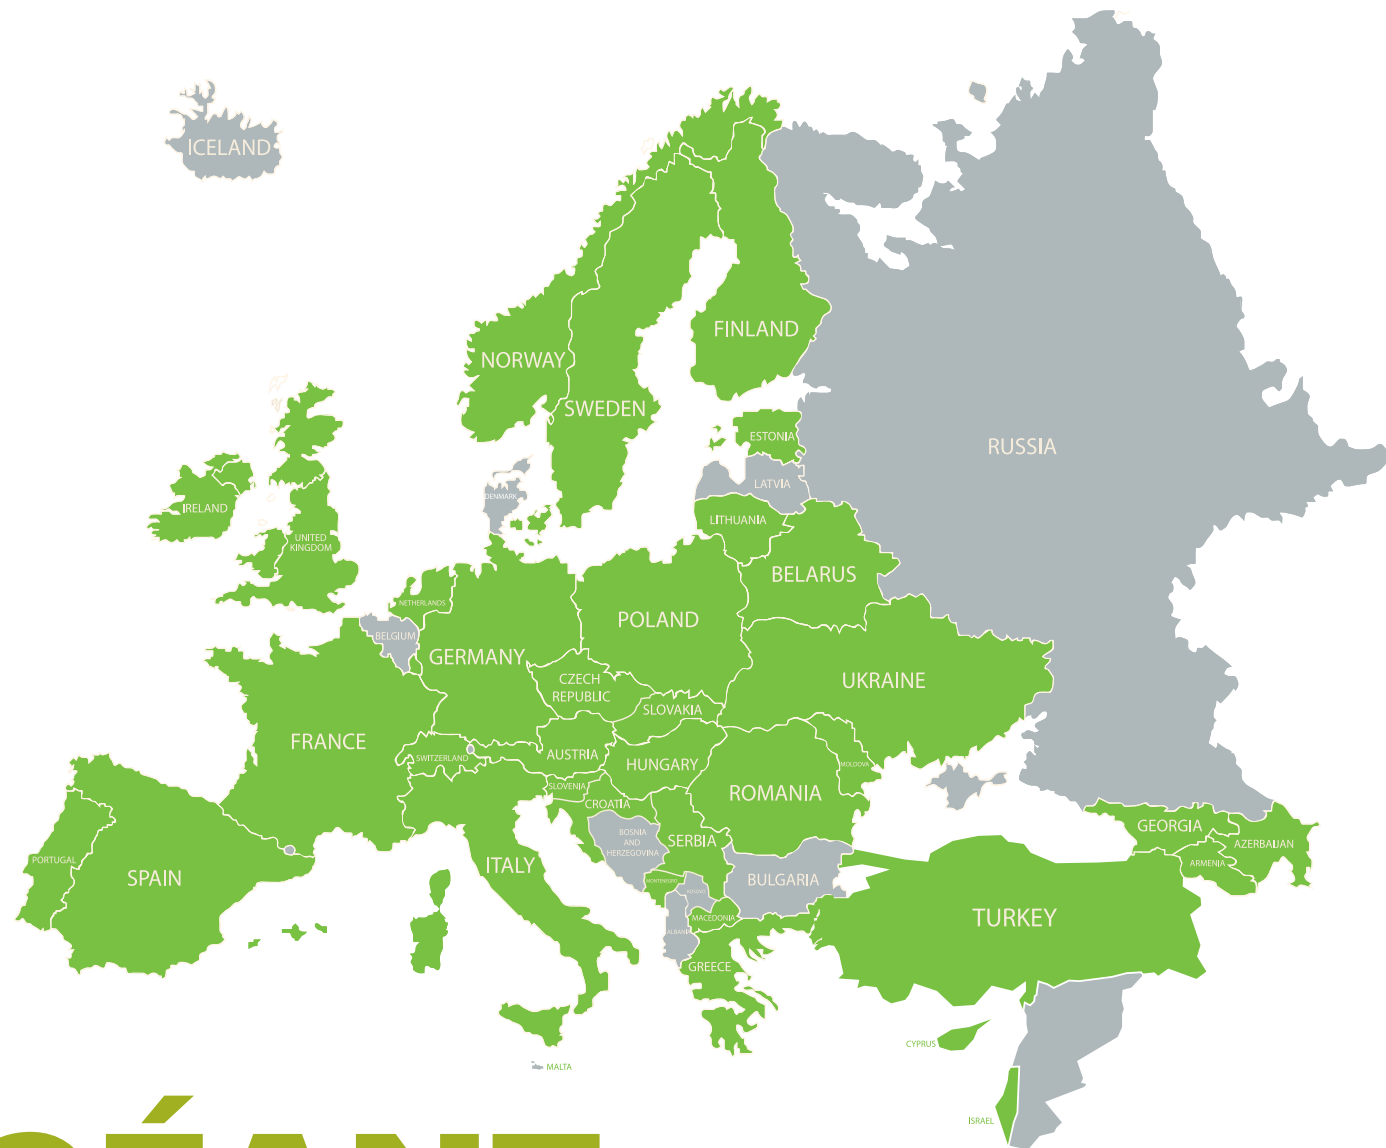 ICELAND
FINLAND
NORWAY
SWEDEN
ESTONIA
RUSSIA
LATVIA
DENMARK
IRELAND
LITHUANIA
UNITED
KINGDOM
BELARUS
NETHERLANDS
POLAND
BELGIUM
GERMANY
UKRAINE
CZECH
REPUBLIC
SLOVAKIA
FRANCE
SWITZERLAND
AUSTRIA
HUNGARY
MOLDOVA
SLOVENIA
ROMANIA
CROATIA
GEORGIA
BOSNIA
AND
HERZEGOVINA
SERBIA
AZERBAIJAN
PORTUGAL
ITALY
ARMENIA
SPAIN
MONTENEGRO
BULGARIA
KOSOVO
MACEDONIA
TURKEY
ALBANIA
GREECE
CYPRUS
MALTA
ISRAEL